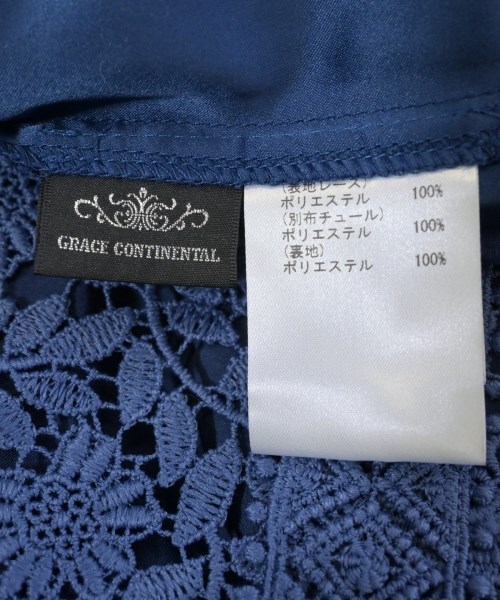 GRACE CONTINENTAL
(表地レース)
ポリエステル 100%
(別布チュール)
ポリエステル 100%
(裏地)
ポリエステル 100%